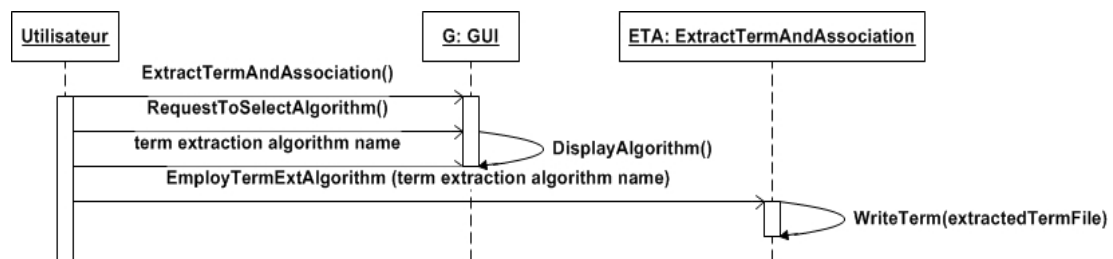 Utilisateur
G: GUI
ETA: ExtractTermAndAssociation
ExtractTermAndAssociation()
RequestToSelectAlgorithm()
term extraction algorithm name
DisplayAlgorithm()
EmployTermExtAlgorithm (term extraction algorithm name)
WriteTerm(extractedTermFile)